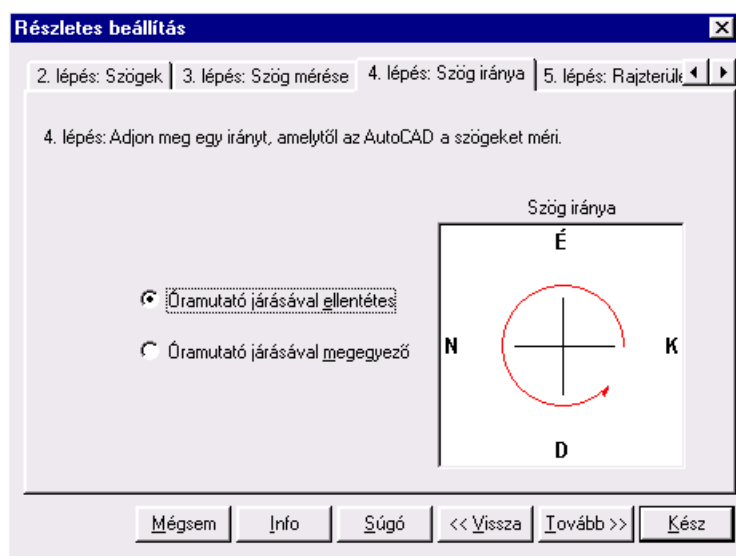 Részletes beállítás
2. lépés: Szögek 3. lépés: Szög mérése 4. lépés: Szög iránya 5. lépés: Rajzterüle
4. lépés: Adjon meg egy irányt, amelytől az AutoCAD a szögeket méri.
Szög iránya
É
Óramutató járásával ellentétes
N K
Óramutató járásával megegyező
D
Mégsem Info Súgó << Vissza Tovább >> Kész